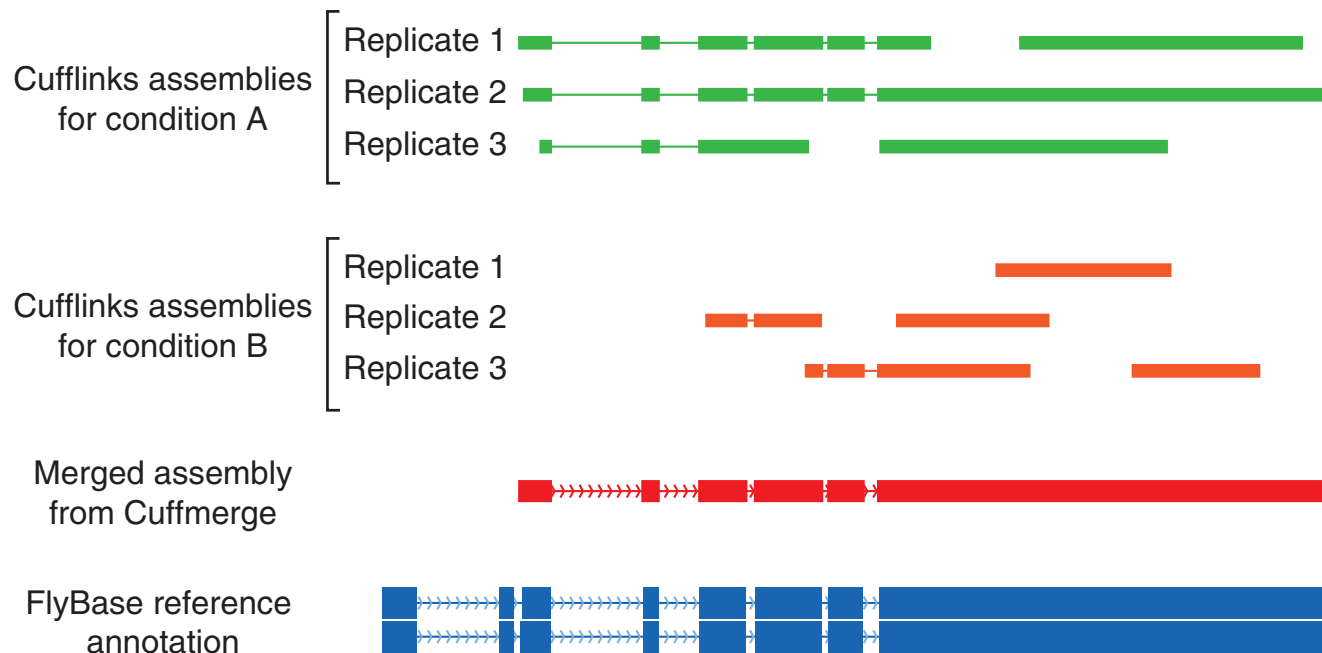 Cufflinks assemblies
for condition A
Replicate 1
Replicate 2
Replicate 3
Cufflinks assemblies
for condition B
Replicate 1
Replicate 2
Replicate 3
Merged assembly
from Cuffmerge
FlyBase reference
annotation